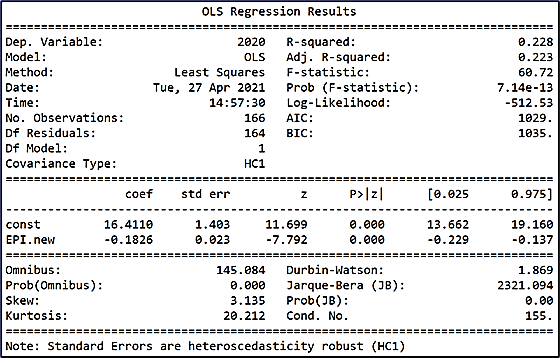 OLS Regression Results
Dep. Variable: 2020 R-squared: 0.228
Model: OLS Adj. R-squared: 0.223
Method: Least Squares F-statistic: 60.72
Date: Tue, 27 Apr 2021 Prob (F-statistic): 7.14e-13
Time: 14:57:30 Log-Likelihood: -512.53
No. Observations: 166 AIC: 1029.
Df Residuals: 164 BIC: 1035.
Df Model: 1
Covariance Type: HC1
coef std err z P>|z| [0.025 0.975]
const 16.4110 1.403 11.699 0.000 13.662 19.160
EPI.new -0.1826 0.023 -7.792 0.000 -0.229 -0.137
Omnibus: 145.084 Durbin-Watson: 1.869
Prob(Omnibus): 0.000 Jarque-Bera (JB): 2321.094
Skew: 3.135 Prob(JB): 0.00
Kurtosis: 20.212 Cond. No. 155.
Note: Standard Errors are heteroscedasticity robust (HC1)